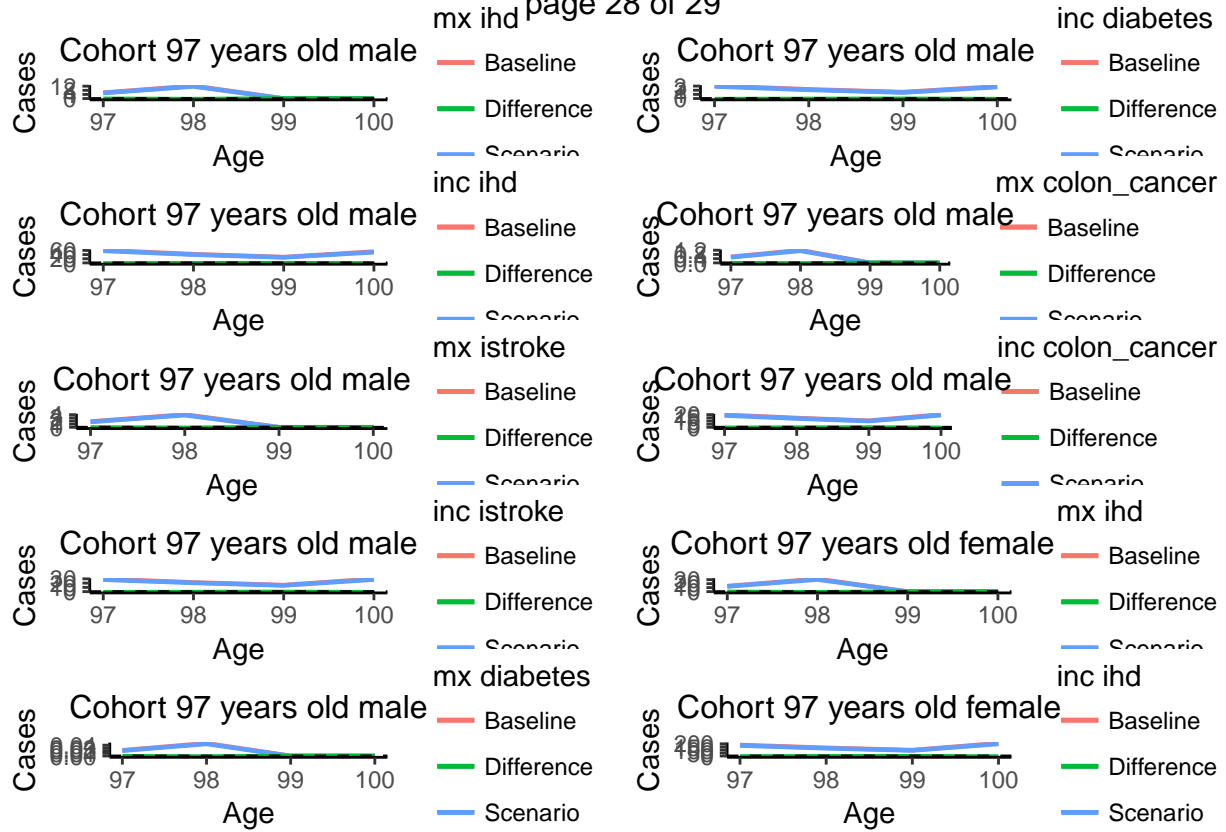 page 28 of 29
Cohort 97 years old male
Cases
97 98 99 100
Age
mx ihd
Baseline
Difference
Scenario
Cohort 97 years old male
Cases
97 98 99 100
Age
inc diabetes
Baseline
Difference
Scenario
Cohort 97 years old male
Cases
97 98 99 100
Age
inc ihd
Baseline
Difference
Scenario
Cohort 97 years old male
Cases
97 98 99 100
Age
mx colon_cancer
Baseline
Difference
Scenario
Cohort 97 years old male
Cases
97 98 99 100
Age
mx istroke
Baseline
Difference
Scenario
Cohort 97 years old male
Cases
97 98 99 100
Age
inc colon_cancer
Baseline
Difference
Scenario
Cohort 97 years old male
Cases
97 98 99 100
Age
inc istroke
Baseline
Difference
Scenario
Cohort 97 years old female
Cases
97 98 99 100
Age
mx ihd
Baseline
Difference
Scenario
Cohort 97 years old male
Cases
97 98 99 100
Age
mx diabetes
Baseline
Difference
Scenario
Cohort 97 years old female
Cases
97 98 99 100
Age
inc ihd
Baseline
Difference
Scenario